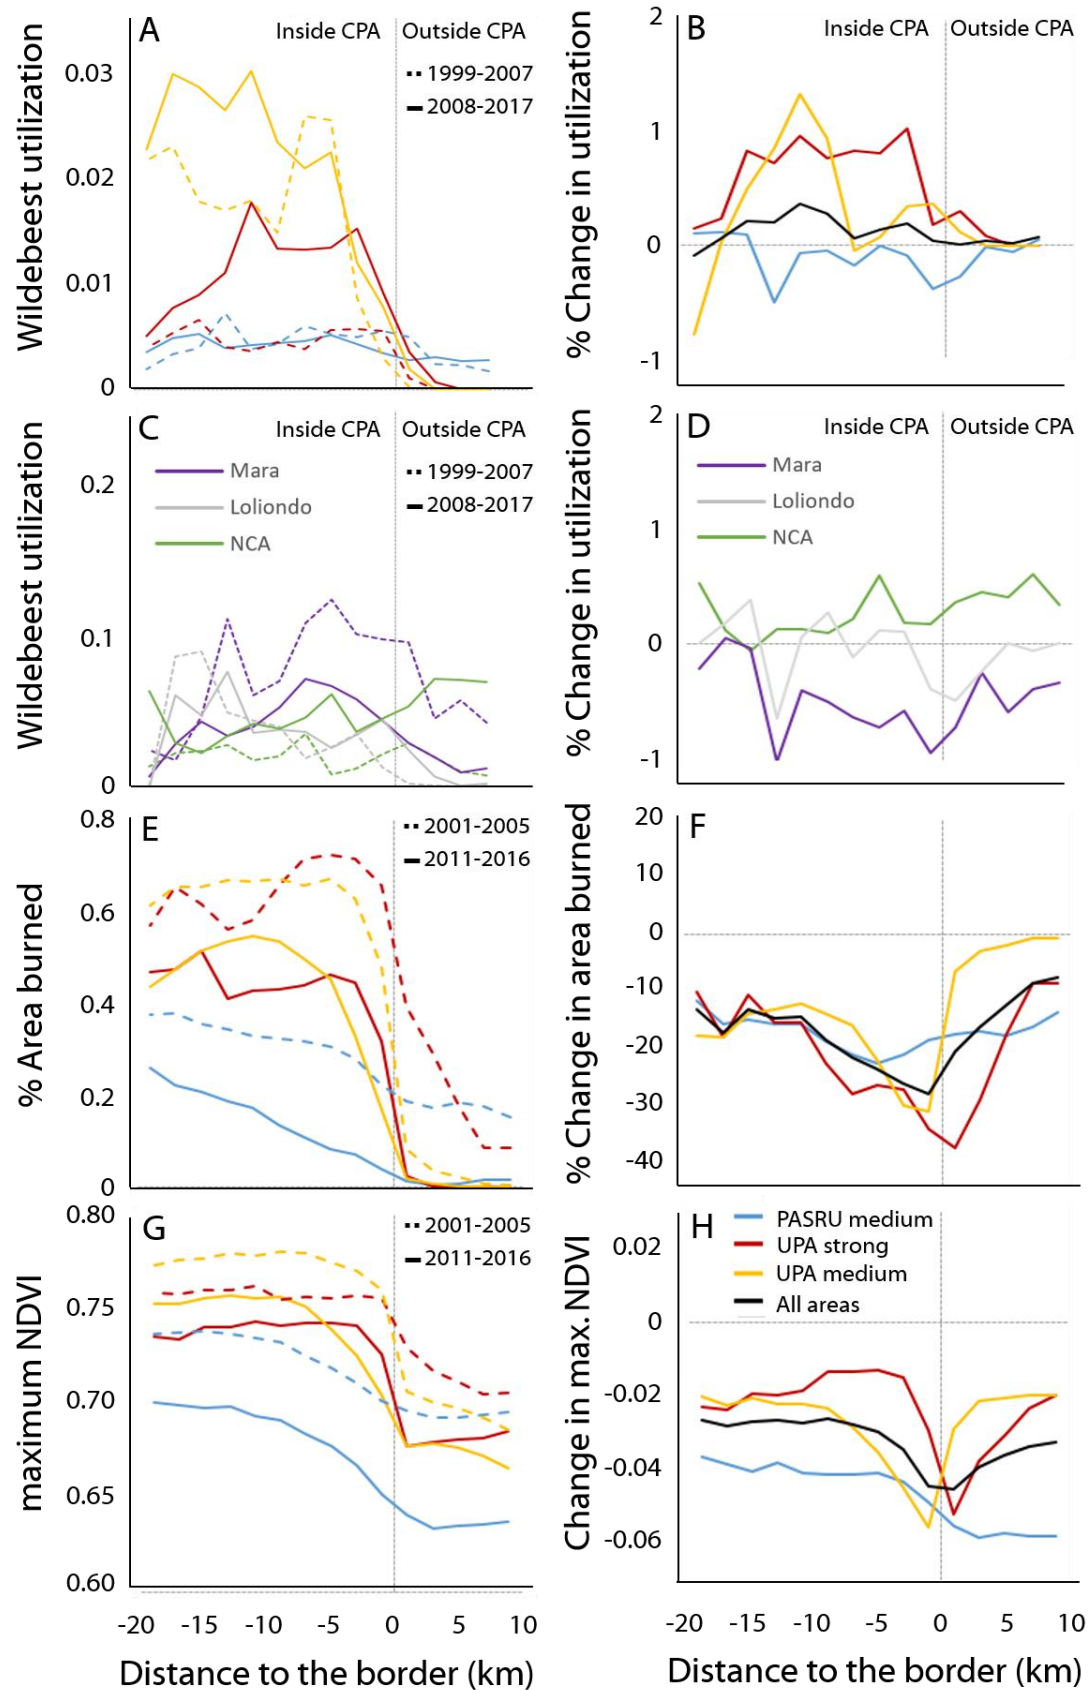 A
Inside CPA
Outside CPA
1999-2007
2008-2017
Wildebeest utilization
0.03
0.02
0.01
0
B
Inside CPA
Outside CPA
% Change in utilization
2
1
0
-1
C
Inside CPA
Outside CPA
Mara
Loliondo
NCA
1999-2007
2008-2017
Wildebeest utilization
0.2
0.1
0
D
Inside CPA
Outside CPA
Mara
Loliondo
NCA
% Change in utilization
2
1
0
-1
E
2001-2005
2011-2016
% Area burned
0.8
0.6
0.4
0.2
0
F
% Change in area burned
20
10
0
-10
-20
-30
-40
G
2001-2005
2011-2016
maximum NDVI
0.80
0.75
0.70
0.65
0.60
-20 -15 -10 -5 0 5 10
Distance to the border (km)
H
PASRU medium
UPA strong
UPA medium
All areas
Change in max. NDVI
0.02
0
-0.02
-0.04
-0.06
-20 -15 -10 -5 0 5 10
Distance to the border (km)